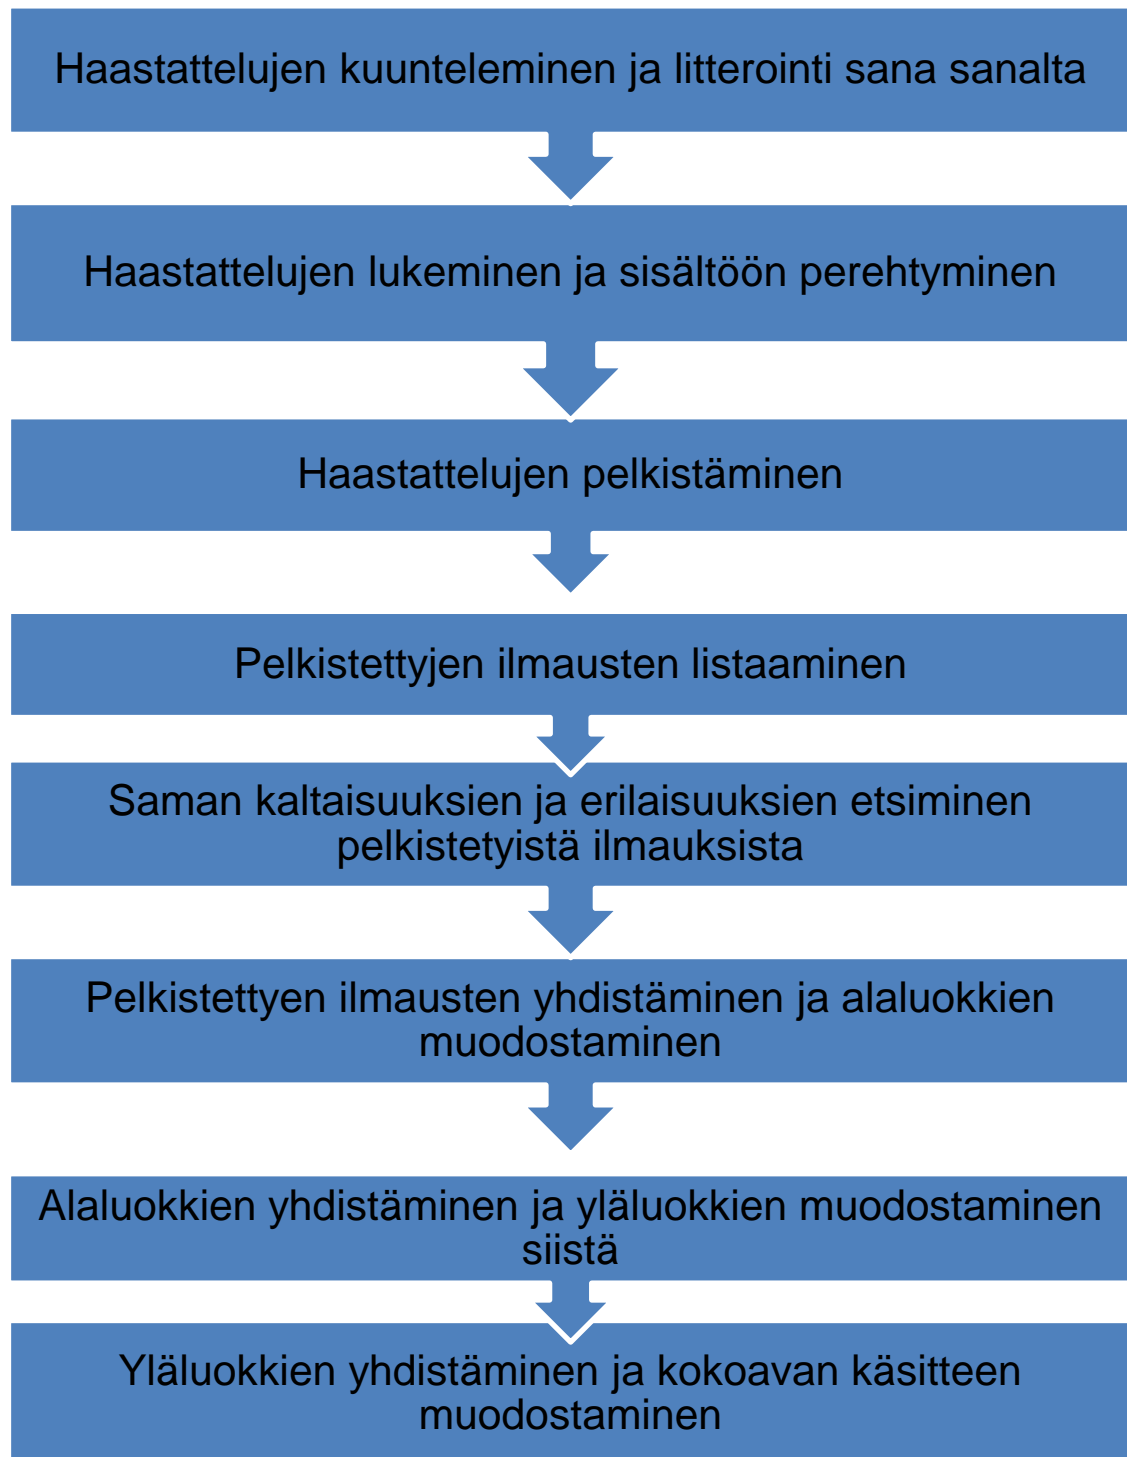 Haastattelujen kuunteleminen ja litterointi sana sanalta
Haastattelujen lukeminen ja sisältöön perehtyminen
Haastattelujen pelkistäminen
Pelkistettyjen ilmausten listaaminen
Saman kaltaisuuksien ja erilaisuuksien etsiminen
pelkistetyistä ilmauksista
Pelkistettyen ilmausten yhdistäminen ja alaluokkien
muodostaminen
Alaluokkien yhdistäminen ja yläluokkien muodostaminen
siistä
Yläluokkien yhdistäminen ja kokoavan käsitteen
muodostaminen